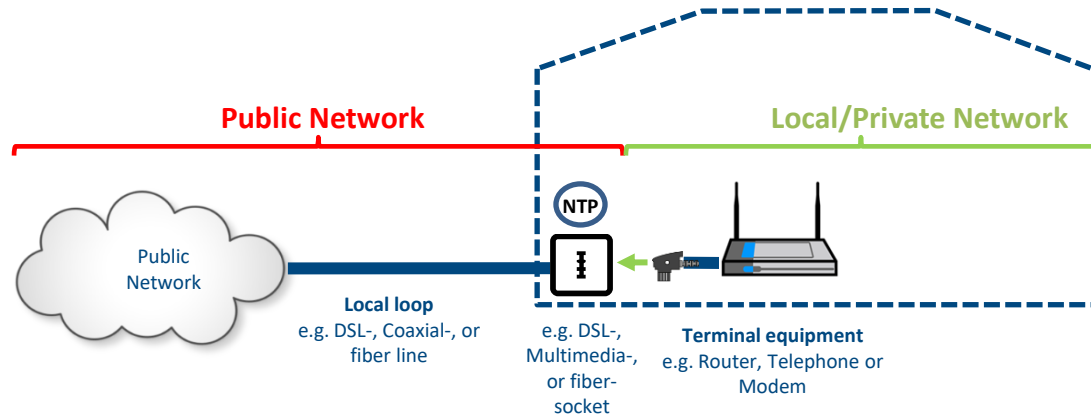 Public Network
Local/Private Network
NTP
Public
Network
Local loop
e.g. DSL-, Coaxial-, or
fiber line
e.g. DSL-,
Multimedia-,
or fiber-
socket
Terminal equipment
e.g. Router, Telephone or
Modem